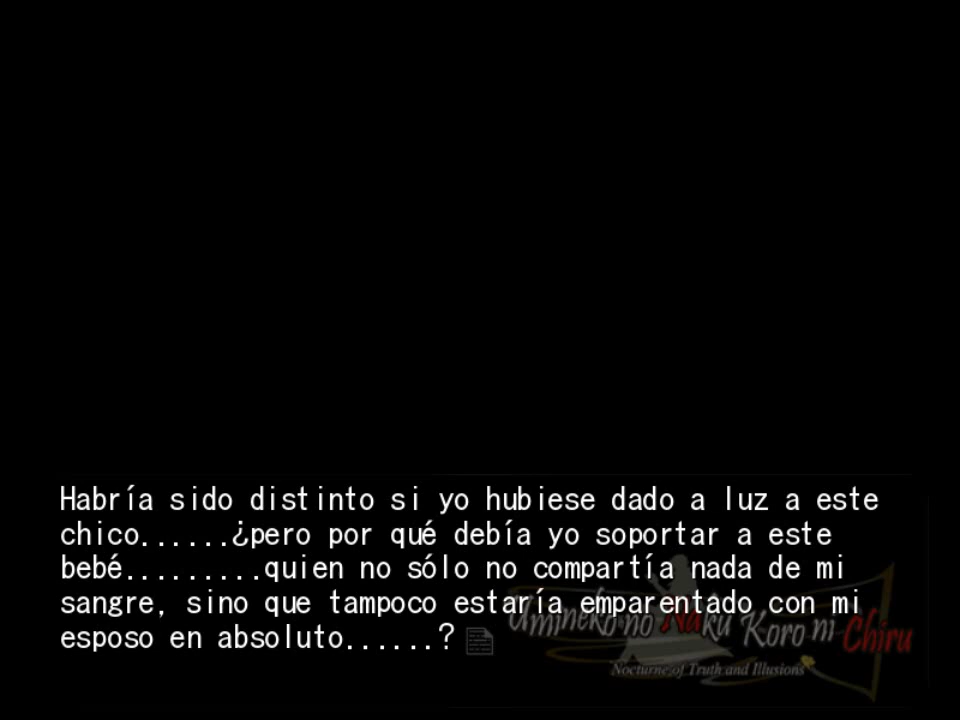 Habría sido distinto si yo hubiese dado a luz a este
chico......¿pero por qué debía yo soportar a este
bebé.........quien no sólo no compartía nada de mi
sangre, sino que tampoco estaría emparentado con mi
esposo en absoluto......?
Umineko no Naku Koro ni Chiru
Nocturne of Truth and Illusions